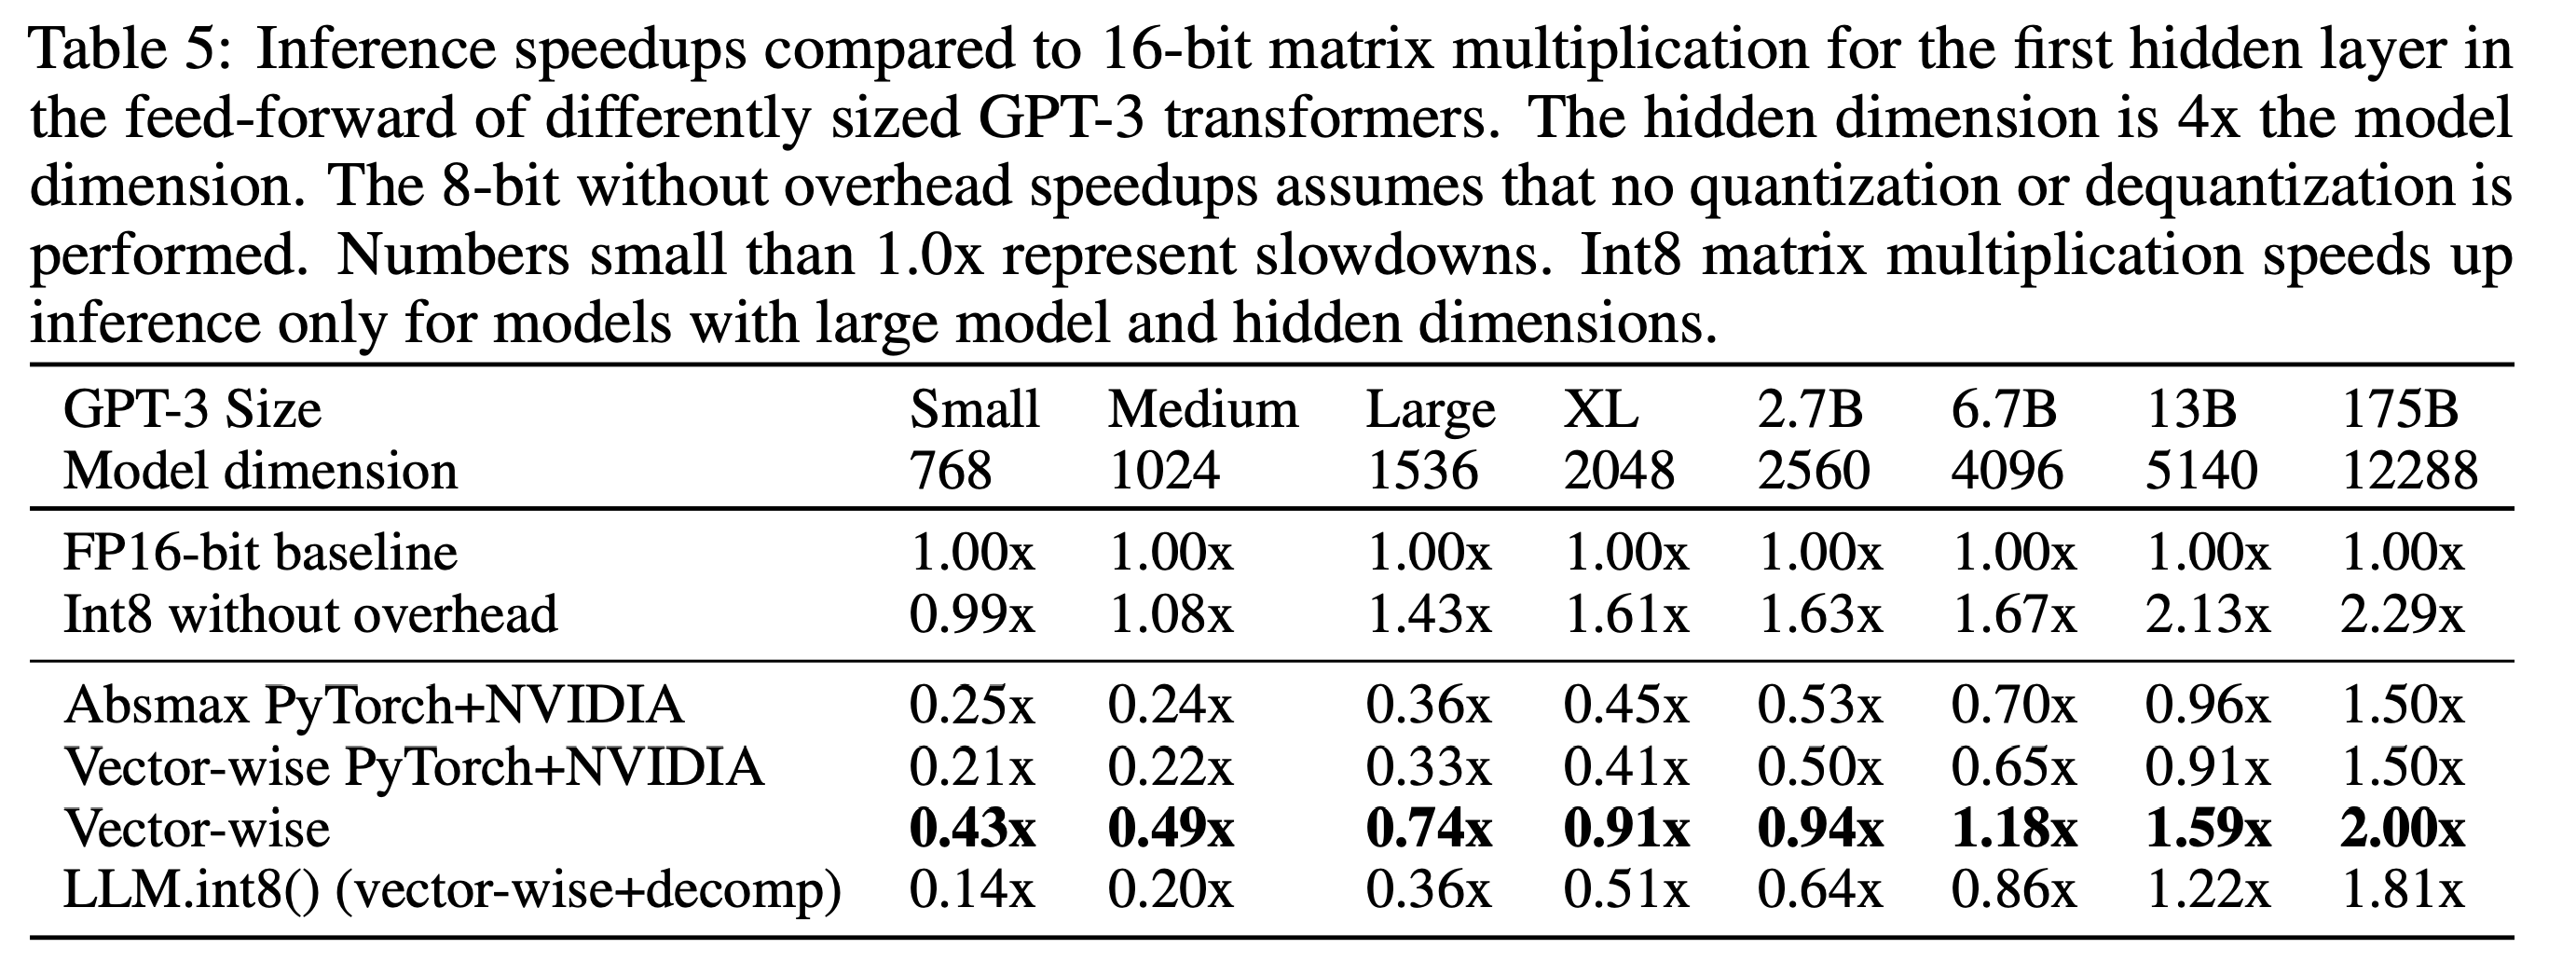 Table 5: Inference speedups compared to 16-bit matrix multiplication for the first hidden layer in
the feed-forward of differently sized GPT-3 transformers. The hidden dimension is 4x the model
dimension. The 8-bit without overhead speedups assumes that no quantization or dequantization is
performed. Numbers small than 1.0x represent slowdowns. Int8 matrix multiplication speeds up
inference only for models with large model and hidden dimensions.
GPT-3 Size Small Medium Large XL 2.7B 6.7B 13B 175B
Model dimension 768 1024 1536 2048 2560 4096 5140 12288
FP16-bit baseline 1.00x 1.00x 1.00x 1.00x 1.00x 1.00x 1.00x 1.00x
Int8 without overhead 0.99x 1.08x 1.43x 1.61x 1.63x 1.67x 2.13x 2.29x
Absmax PyTorch+NVIDIA 0.25x 0.24x 0.36x 0.45x 0.53x 0.70x 0.96x 1.50x
Vector-wise PyTorch+NVIDIA 0.21x 0.22x 0.33x 0.41x 0.50x 0.65x 0.91x 1.50x
Vector-wise 0.43x 0.49x 0.74x 0.91x 0.94x 1.18x 1.59x 2.00x
LLM.int8() (vector-wise+decomp) 0.14x 0.20x 0.36x 0.51x 0.64x 0.86x 1.22x 1.81x